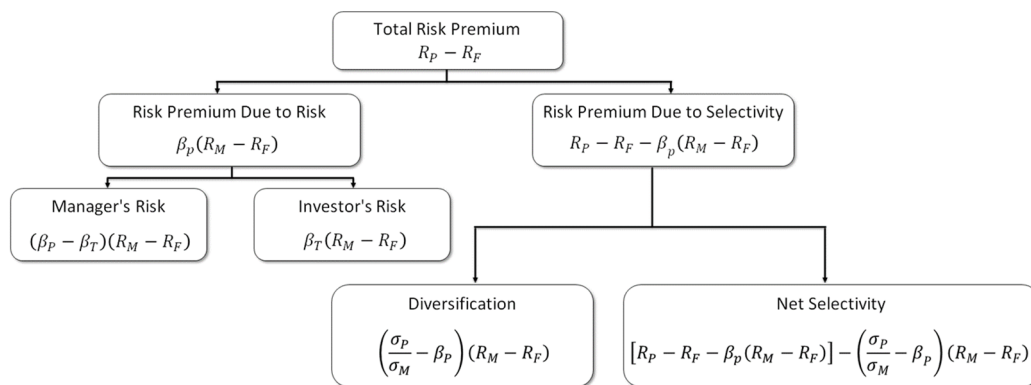 Total Risk Premium
R_P − R_F
Risk Premium Due to Risk
β_p(R_M − R_F)
Risk Premium Due to Selectivity
R_P − R_F − β_p(R_M − R_F)
Manager's Risk
(β_P − β_T)(R_M − R_F)
Investor's Risk
β_T(R_M − R_F)
Diversification
(σ_P/σ_M − β_P)(R_M − R_F)
Net Selectivity
[R_P − R_F − β_p(R_M − R_F)] − (σ_P/σ_M − β_P)(R_M − R_F)